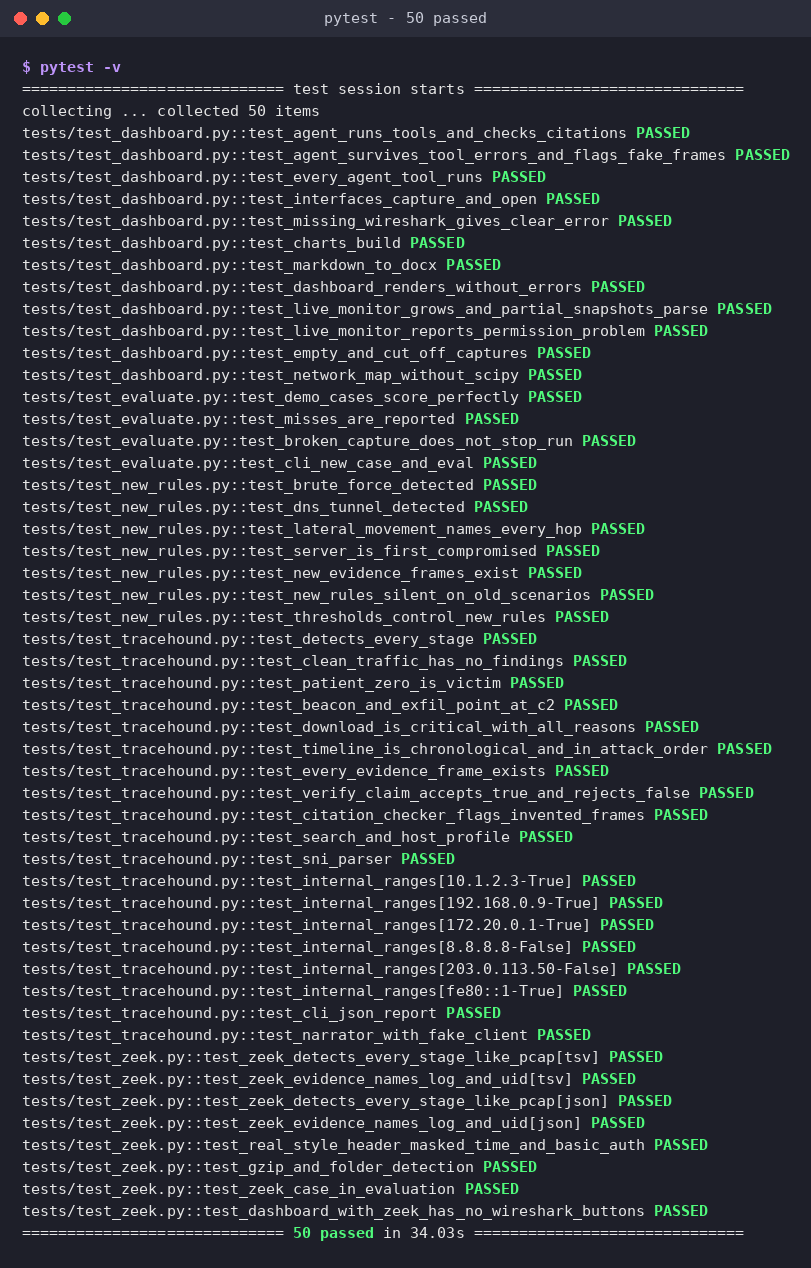 pytest - 50 passed
$ pytest -v
============================= test session starts ==============================
collecting ... collected 50 items
tests/test_dashboard.py::test_agent_runs_tools_and_checks_citations PASSED
tests/test_dashboard.py::test_agent_survives_tool_errors_and_flags_fake_frames PASSED
tests/test_dashboard.py::test_every_agent_tool_runs PASSED
tests/test_dashboard.py::test_interfaces_capture_and_open PASSED
tests/test_dashboard.py::test_missing_wireshark_gives_clear_error PASSED
tests/test_dashboard.py::test_charts_build PASSED
tests/test_dashboard.py::test_markdown_to_docx PASSED
tests/test_dashboard.py::test_dashboard_renders_without_errors PASSED
tests/test_dashboard.py::test_live_monitor_grows_and_partial_snapshots_parse PASSED
tests/test_dashboard.py::test_live_monitor_reports_permission_problem PASSED
tests/test_dashboard.py::test_empty_and_cut_off_captures PASSED
tests/test_dashboard.py::test_network_map_without_scipy PASSED
tests/test_evaluate.py::test_demo_cases_score_perfectly PASSED
tests/test_evaluate.py::test_misses_are_reported PASSED
tests/test_evaluate.py::test_broken_capture_does_not_stop_run PASSED
tests/test_evaluate.py::test_cli_new_case_and_eval PASSED
tests/test_new_rules.py::test_brute_force_detected PASSED
tests/test_new_rules.py::test_dns_tunnel_detected PASSED
tests/test_new_rules.py::test_lateral_movement_names_every_hop PASSED
tests/test_new_rules.py::test_server_is_first_compromised PASSED
tests/test_new_rules.py::test_new_evidence_frames_exist PASSED
tests/test_new_rules.py::test_new_rules_silent_on_old_scenarios PASSED
tests/test_new_rules.py::test_thresholds_control_new_rules PASSED
tests/test_tracehound.py::test_detects_every_stage PASSED
tests/test_tracehound.py::test_clean_traffic_has_no_findings PASSED
tests/test_tracehound.py::test_patient_zero_is_victim PASSED
tests/test_tracehound.py::test_beacon_and_exfil_point_at_c2 PASSED
tests/test_tracehound.py::test_download_is_critical_with_all_reasons PASSED
tests/test_tracehound.py::test_timeline_is_chronological_and_in_attack_order PASSED
tests/test_tracehound.py::test_every_evidence_frame_exists PASSED
tests/test_tracehound.py::test_verify_claim_accepts_true_and_rejects_false PASSED
tests/test_tracehound.py::test_citation_checker_flags_invented_frames PASSED
tests/test_tracehound.py::test_search_and_host_profile PASSED
tests/test_tracehound.py::test_sni_parser PASSED
tests/test_tracehound.py::test_internal_ranges[10.1.2.3-True] PASSED
tests/test_tracehound.py::test_internal_ranges[192.168.0.9-True] PASSED
tests/test_tracehound.py::test_internal_ranges[172.20.0.1-True] PASSED
tests/test_tracehound.py::test_internal_ranges[8.8.8.8-False] PASSED
tests/test_tracehound.py::test_internal_ranges[203.0.113.50-False] PASSED
tests/test_tracehound.py::test_internal_ranges[fe80::1-True] PASSED
tests/test_tracehound.py::test_cli_json_report PASSED
tests/test_tracehound.py::test_narrator_with_fake_client PASSED
tests/test_zeek.py::test_zeek_detects_every_stage_like_pcap[tsv] PASSED
tests/test_zeek.py::test_zeek_evidence_names_log_and_uid[tsv] PASSED
tests/test_zeek.py::test_zeek_detects_every_stage_like_pcap[json] PASSED
tests/test_zeek.py::test_zeek_evidence_names_log_and_uid[json] PASSED
tests/test_zeek.py::test_real_style_header_masked_time_and_basic_auth PASSED
tests/test_zeek.py::test_gzip_and_folder_detection PASSED
tests/test_zeek.py::test_zeek_case_in_evaluation PASSED
tests/test_zeek.py::test_dashboard_with_zeek_has_no_wireshark_buttons PASSED
============================= 50 passed in 34.03s ==============================